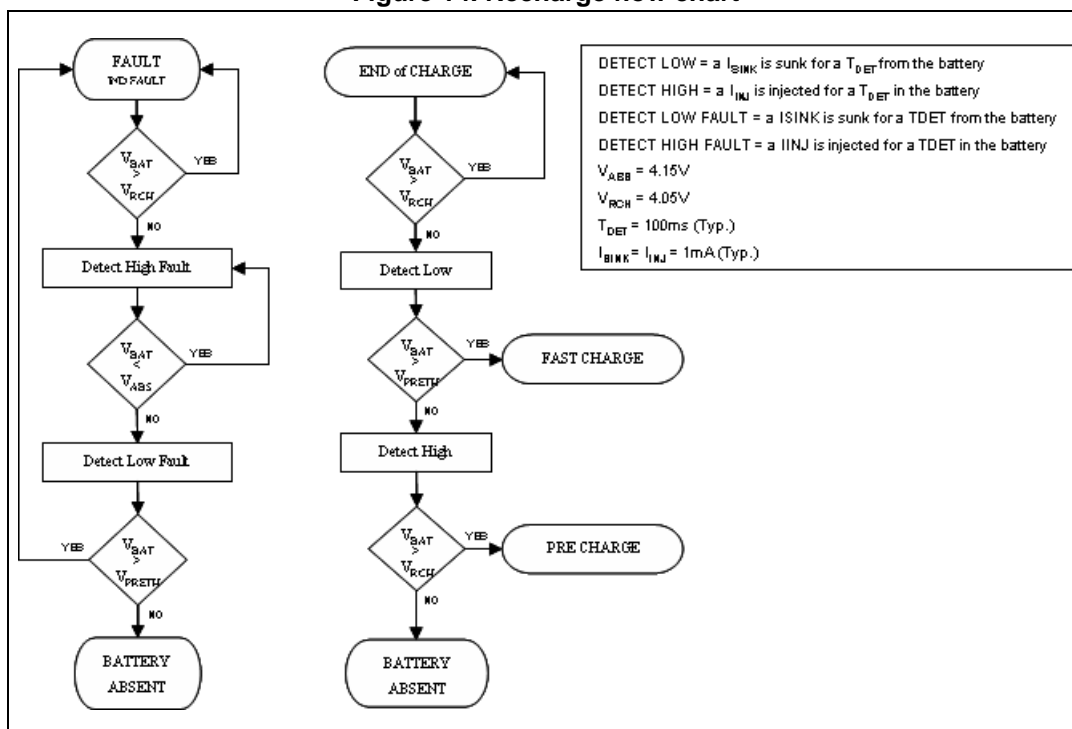 Figure 14. Recharge flow chart
FAULT
IND FAULT
V_BAT
>
V_RCH
YES
NO
Detect High Fault
V_BAT
<
V_ABS
YES
NO
Detect Low Fault
V_BAT
>
V_PRETH
YES
NO
BATTERY
ABSENT
END of CHARGE
V_BAT
>
V_RCH
YES
NO
Detect Low
V_BAT
>
V_PRETH
YES
FAST CHARGE
NO
Detect High
V_BAT
>
V_RCH
YES
PRE CHARGE
NO
BATTERY
ABSENT
DETECT LOW = a I_SINK is sunk for a T_DET from the battery
DETECT HIGH = a I_INJ is injected for a T_DET in the battery
DETECT LOW FAULT = a ISINK is sunk for a TDET from the battery
DETECT HIGH FAULT = a IINJ is injected for a TDET in the battery
V_ABS = 4.15V
V_RCH = 4.05V
T_DET = 100ms (Typ.)
I_SINK = I_INJ = 1mA (Typ.)